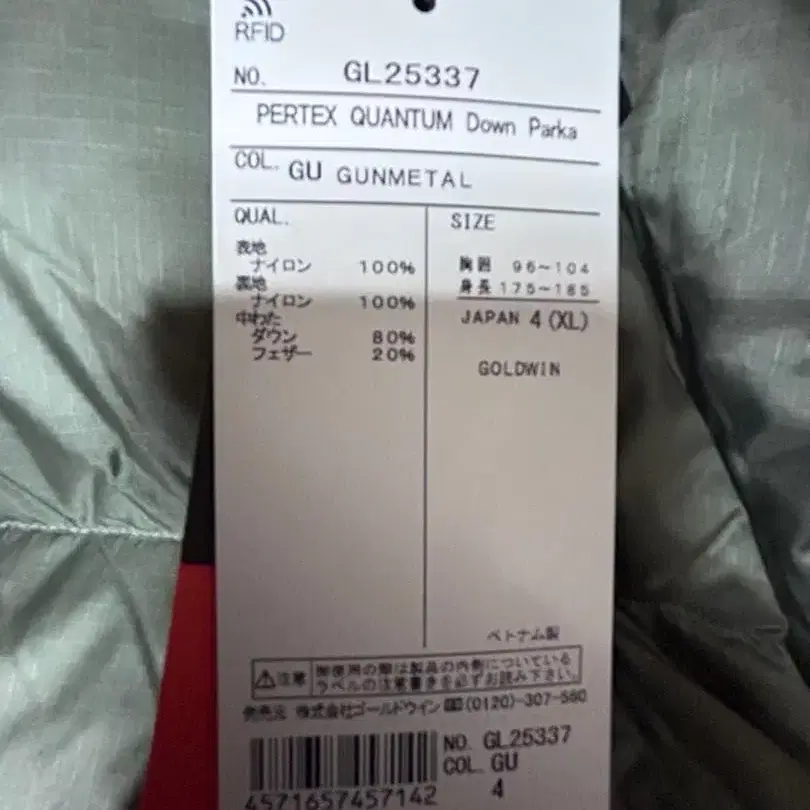 RFID
NO. GL25337
PERTEX QUANTUM Down Parka
COL. GU GUNMETAL
QUAL.
表地
ナイロン 100%
裏地
ナイロン 100%
中わた
ダウン 80%
フェザー 20%
SIZE
胸囲 96~104
身長 175~185
JAPAN 4 (XL)
GOLDWIN
ベトナム製
⚠注意 御使用の際は製品の内側についている
ラベルの注意書きを必ずお読み下さい。
発売元 株式会社ゴールドウイン (0120)-307-560
NO. GL25337
COL. GU
4
4571657457142